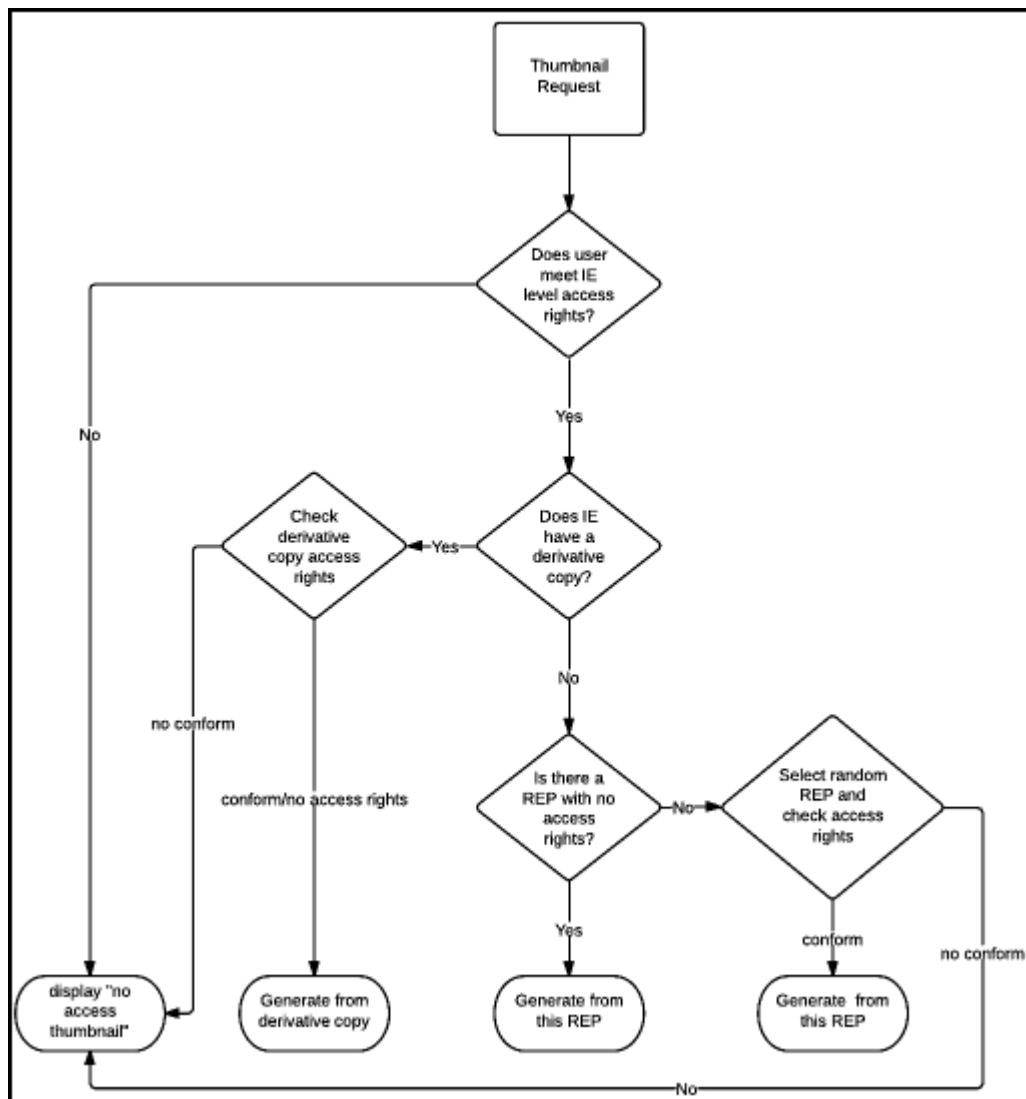 Thumbnail
Request
Does user
meet IE
level access
rights?
No
Yes
Check
derivative
copy access
rights
Yes
Does IE
have a
derivative
copy?
No
no conform
conform/no access rights
Is there a
REP with no
access
rights?
No
Select random
REP and
check access
rights
Yes
conform
no conform
display "no
access
thumbnail"
Generate from
derivative copy
Generate from
this REP
Generate from
this REP
No